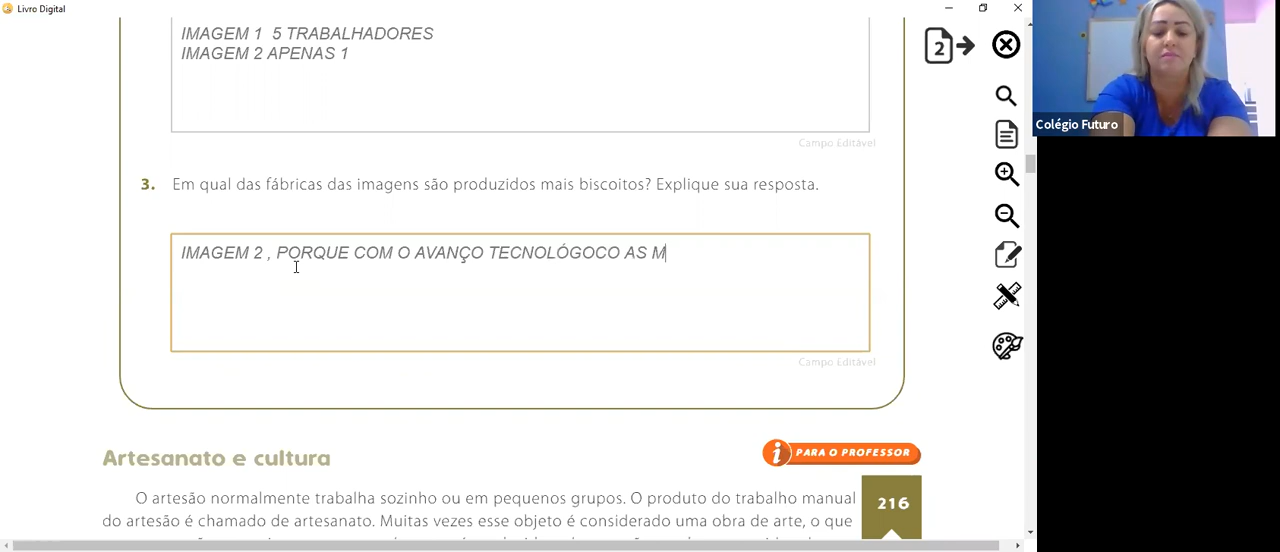 Livro Digital
IMAGEM 1  5 TRABALHADORES
IMAGEM 2 APENAS 1
2
Colégio Futuro
Campo Editável
3. Em qual das fábricas das imagens são produzidos mais biscoitos? Explique sua resposta.
IMAGEM 2 , PORQUE COM O AVANÇO TECNOLÓGOCO AS M
Campo Editável
Artesanato e cultura
i PARA O PROFESSOR
O artesão normalmente trabalha sozinho ou em pequenos grupos. O produto do trabalho manual
216
do artesão é chamado de artesanato. Muitas vezes esse objeto é considerado uma obra de arte, o que